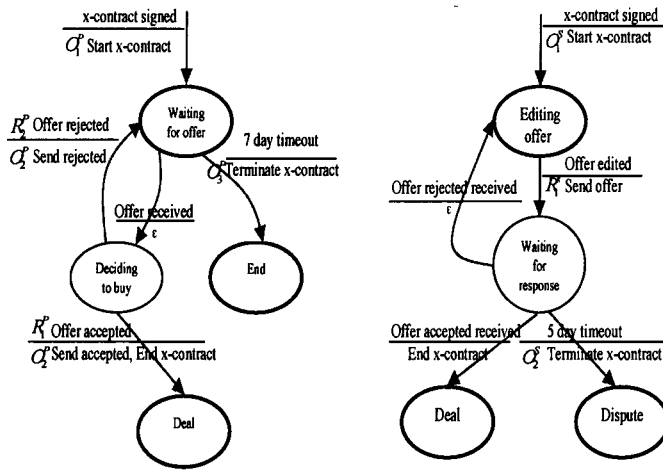 x-contract signed
O₁ᴾ Start x-contract
Waiting
for offer
R₂ᴾ Offer rejected
O₂ᴾ Send rejected
7 day timeout
O₃ᴾ Terminate x-contract
Offer received
ε
Deciding
to buy
End
R₁ᴾ Offer accepted
O₂ᴾ Send accepted, End x-contract
Deal
x-contract signed
O₁ˢ Start x-contract
Editing
offer
Offer edited
R₁ˢ Send offer
Offer rejected received
ε
Waiting
for
response
Offer accepted received
End x-contract
5 day timeout
O₂ˢ Terminate x-contract
Deal
Dispute